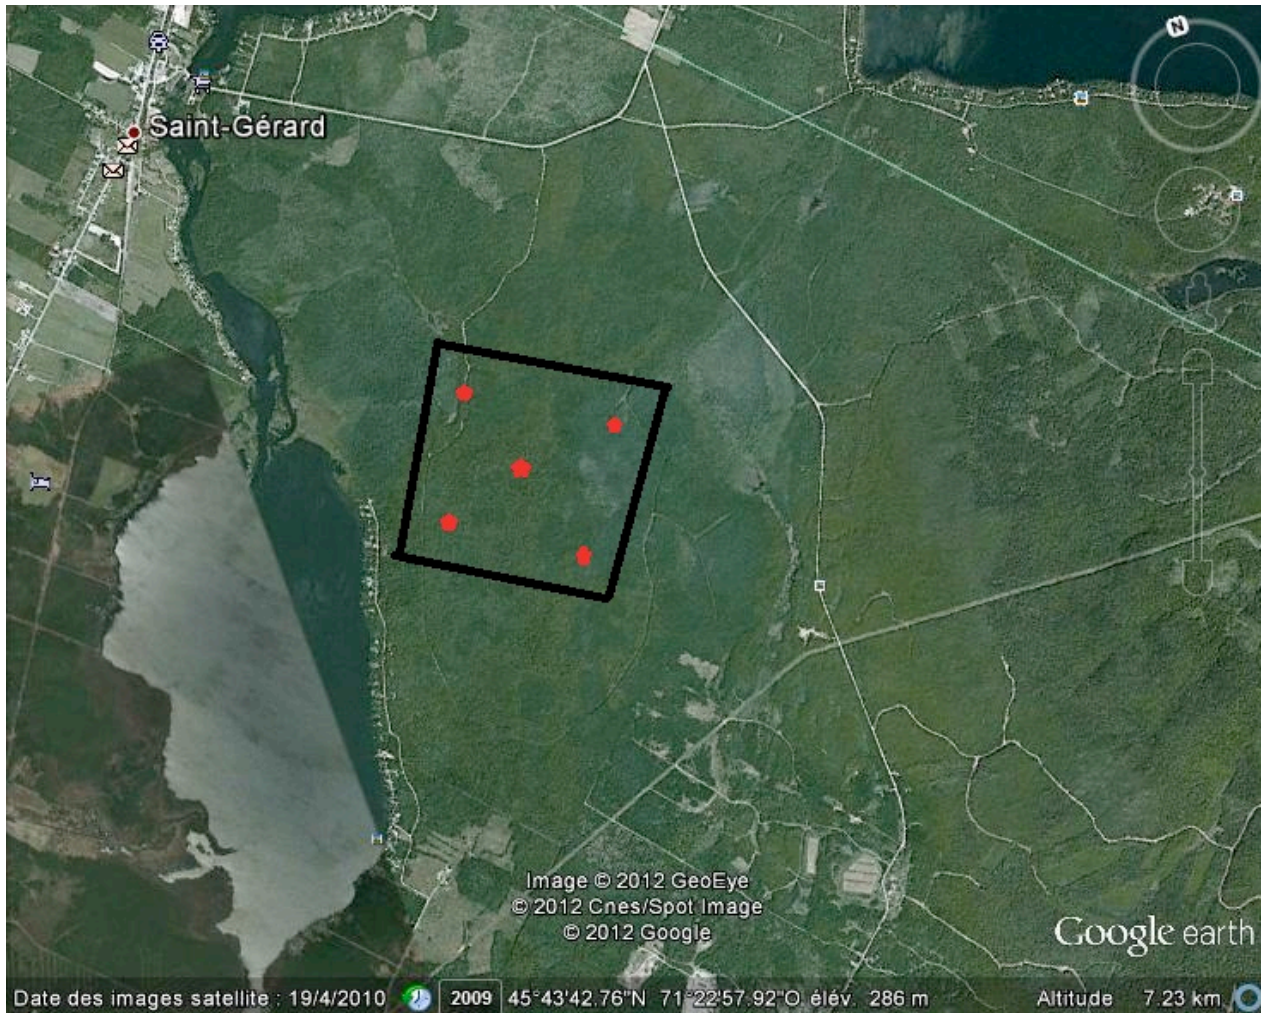 N
Saint-Gérard
Image © 2012 GeoEye
© 2012 Cnes/Spot Image
© 2012 Google
Google earth
Date des images satellite : 19/4/2010 2009 45°43'42.76"N 71°22'57.92"O élév. 286 m Altitude 7.23 km